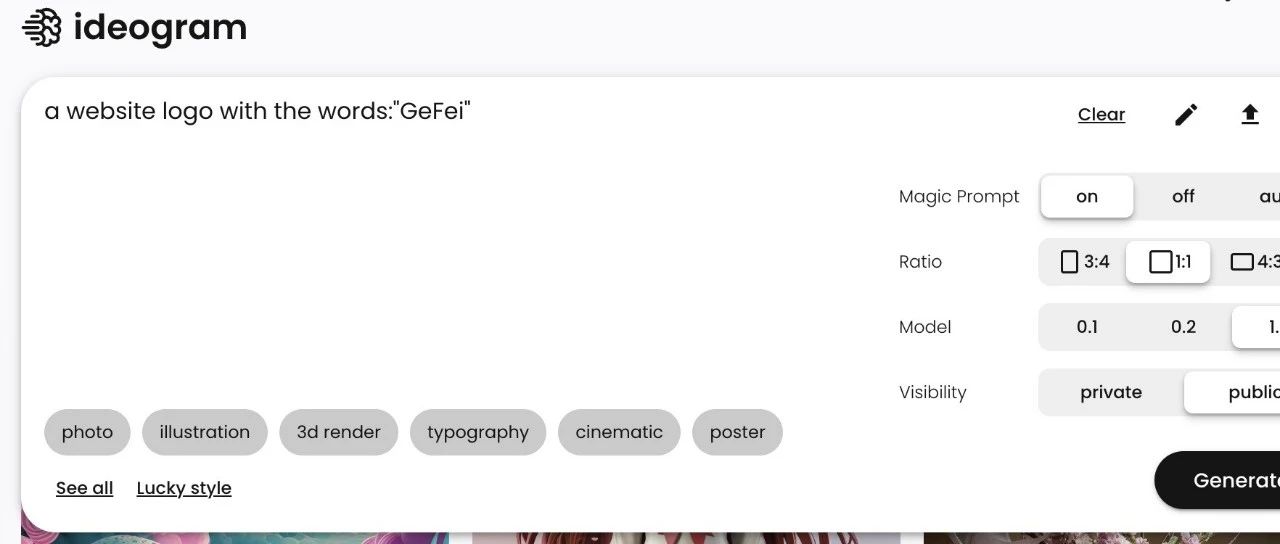 ideogram
a website logo with the words:"GeFei"
Clear
Magic Prompt on off au
Ratio 3:4 1:1 4:3
Model 0.1 0.2 1.
Visibility private public
photo illustration 3d render typography cinematic poster
See all Lucky style
Generate